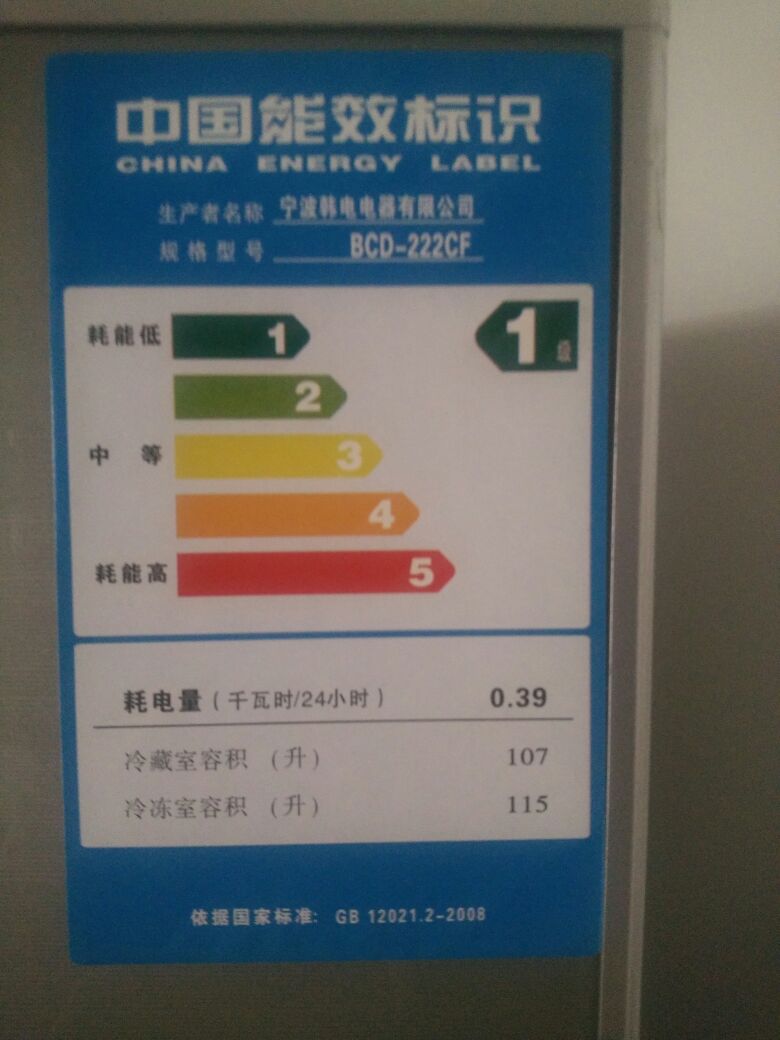 中国能效标识
CHINA ENERGY LABEL
生产者名称 宁波韩电电器有限公司
规格型号 BCD-222CF
耗能低 1 1级
2
中等 3
4
耗能高 5
耗电量(千瓦时/24小时) 0.39
冷藏室容积 (升) 107
冷冻室容积 (升) 115
依据国家标准: GB 12021.2-2008